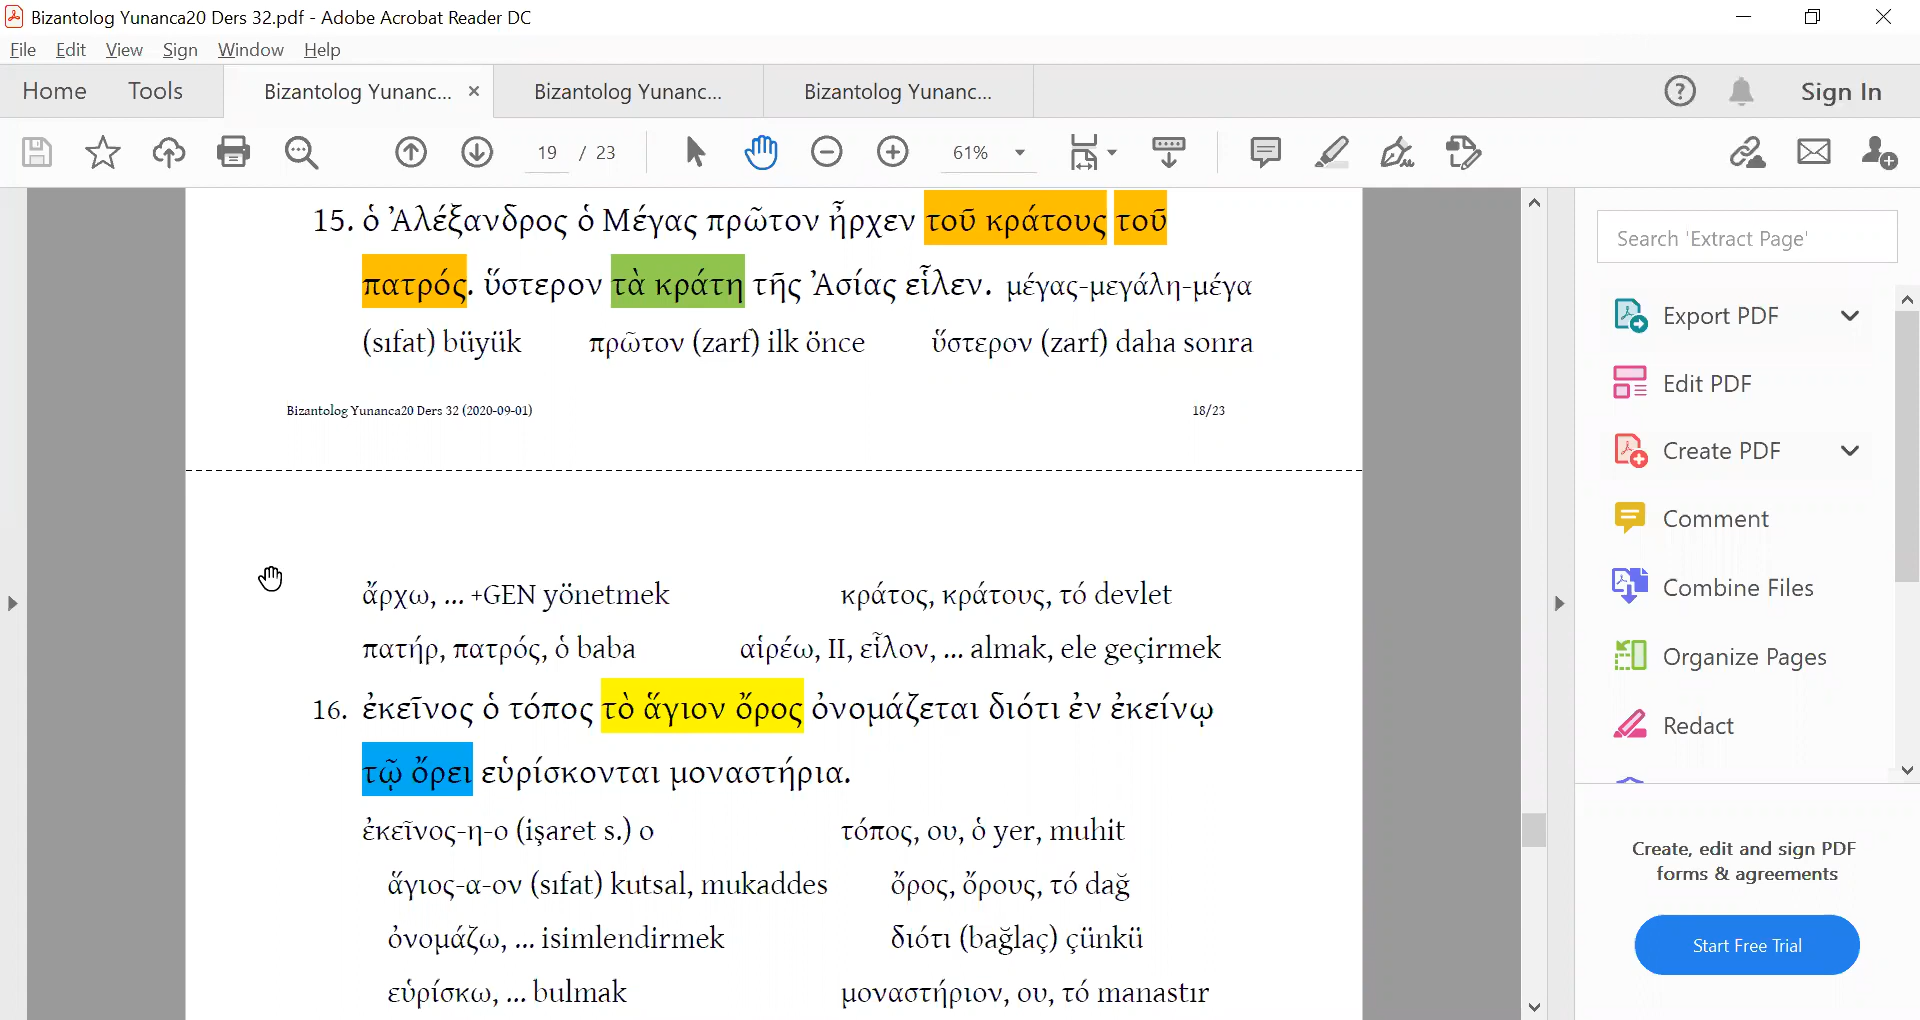 Bizantolog Yunanca20 Ders 32.pdf - Adobe Acrobat Reader DC
File Edit View Sign Window Help
Home Tools Bizantolog Yunanc... Bizantolog Yunanc... Bizantolog Yunanc... Sign In
19 / 23 61%
15. ὁ Ἀλέξανδρος ὁ Μέγας πρῶτον ἦρχεν τοῦ κράτους τοῦ
πατρός. ὕστερον τὰ κράτη τῆς Ἀσίας εἷλεν. μέγας-μεγάλη-μέγα
(sıfat) büyük πρῶτον (zarf) ilk önce ὕστερον (zarf) daha sonra
Bizantolog Yunanca20 Ders 32 (2020-09-01) 18/23
ἄρχω, ... +GEN yönetmek κράτος, κράτους, τό devlet
πατήρ, πατρός, ὁ baba αἱρέω, II, εἷλον, ... almak, ele geçirmek
16. ἐκεῖνος ὁ τόπος τὸ ἅγιον ὄρος ὀνομάζεται διότι ἐν ἐκείνῳ
τῷ ὄρει εὑρίσκονται μοναστήρια.
ἐκεῖνος-η-ο (işaret s.) o τόπος, ου, ὁ yer, muhit
ἅγιος-α-ον (sıfat) kutsal, mukaddes ὄρος, ὄρους, τό dağ
ὀνομάζω, ... isimlendirmek διότι (bağlaç) çünkü
εὑρίσκω, ... bulmak μοναστήριον, ου, τό manastır
Search 'Extract Page'
Export PDF
Edit PDF
Create PDF
Comment
Combine Files
Organize Pages
Redact
Create, edit and sign PDF
forms & agreements
Start Free Trial